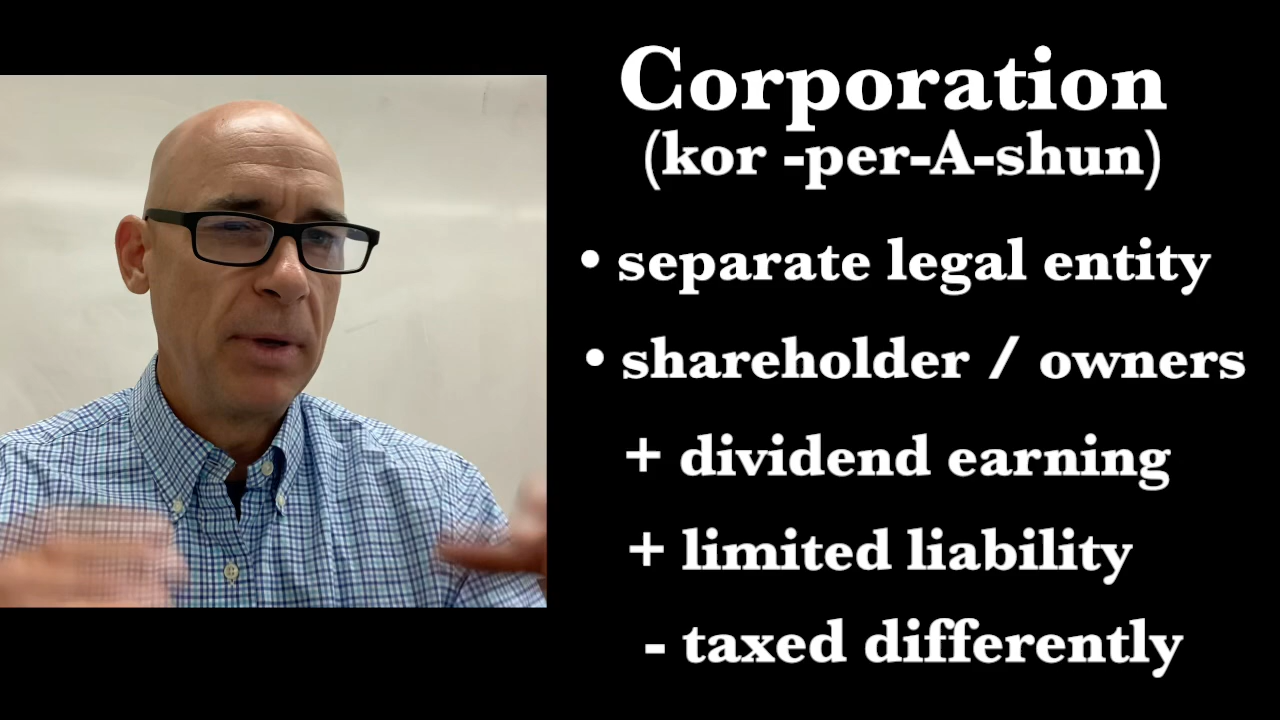 Corporation
(kor -per-A-shun)
• separate legal entity
• shareholder / owners
+ dividend earning
+ limited liability
- taxed differently